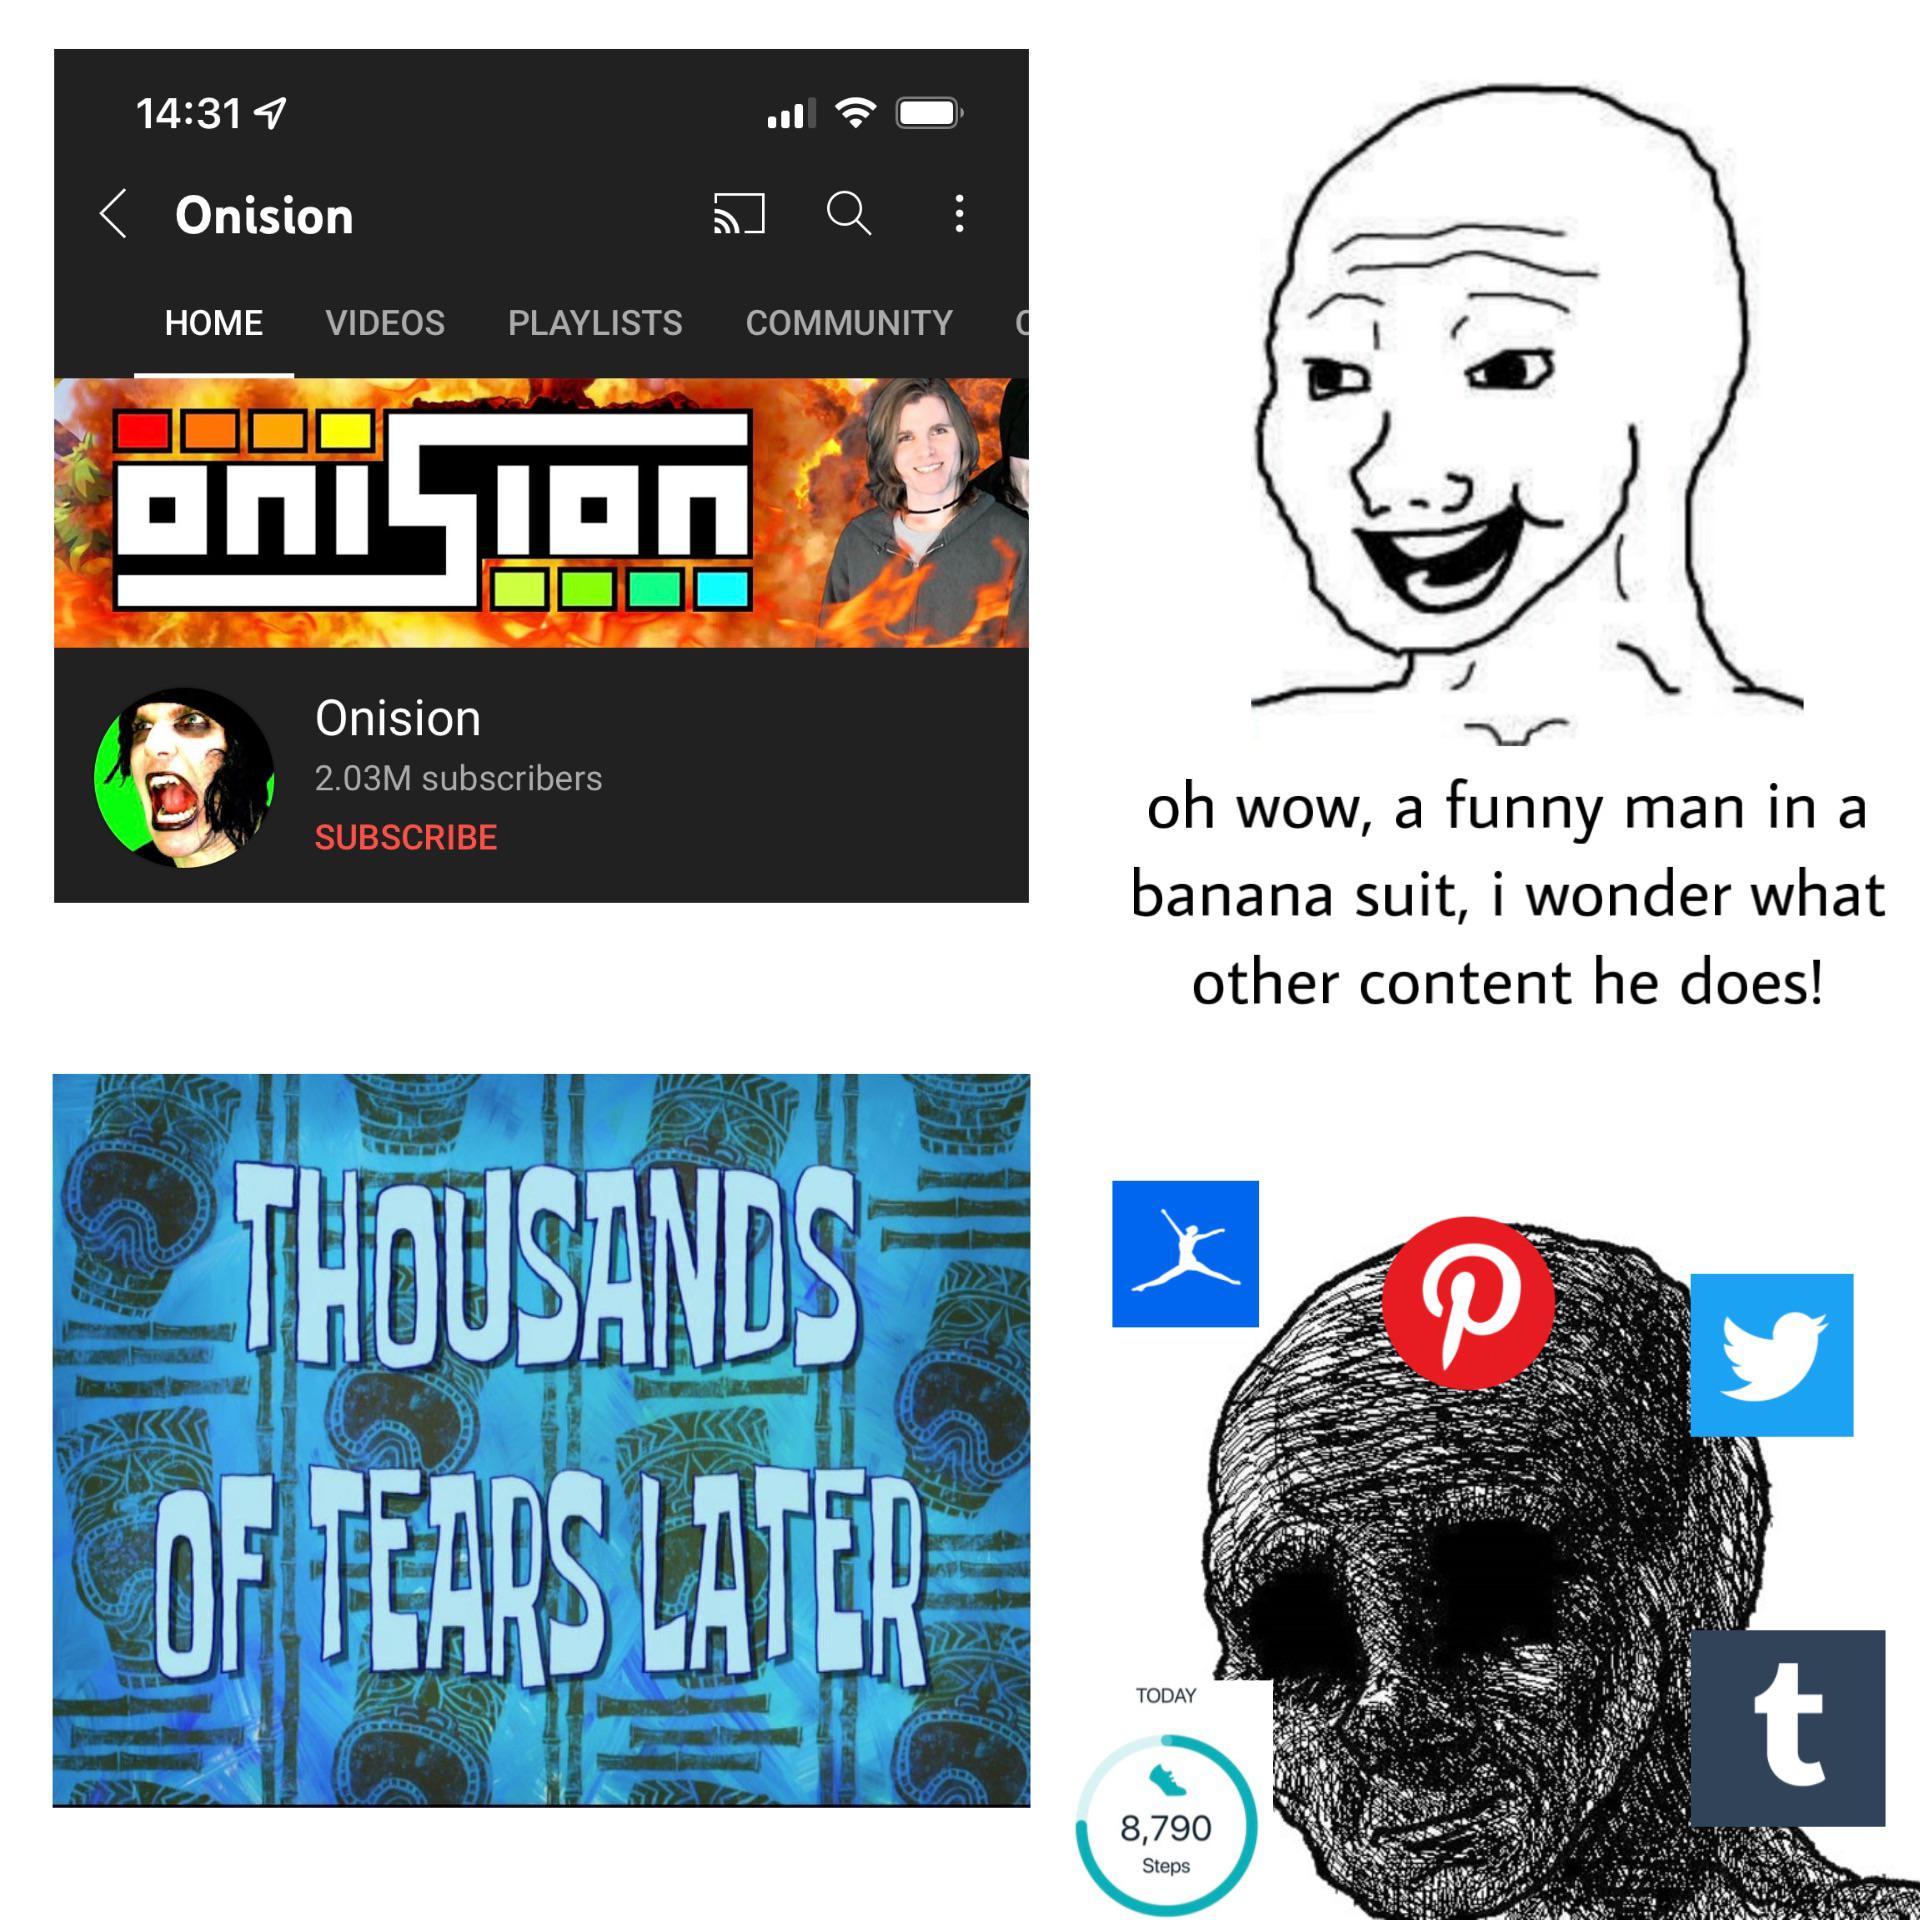 14:31
Onision
HOME VIDEOS PLAYLISTS COMMUNITY C
onision
Onision
2.03M subscribers
SUBSCRIBE
oh wow, a funny man in a
banana suit, i wonder what
other content he does!
THOUSANDS
OF TEARS LATER
TODAY
8,790
Steps
t